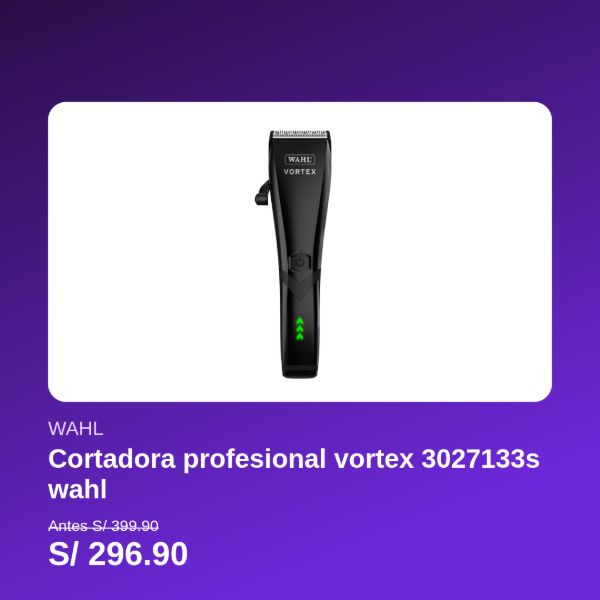 WAHL
VORTEX
WAHL
Cortadora profesional vortex 3027133s
wahl
Antes S/ 399.90
S/ 296.90